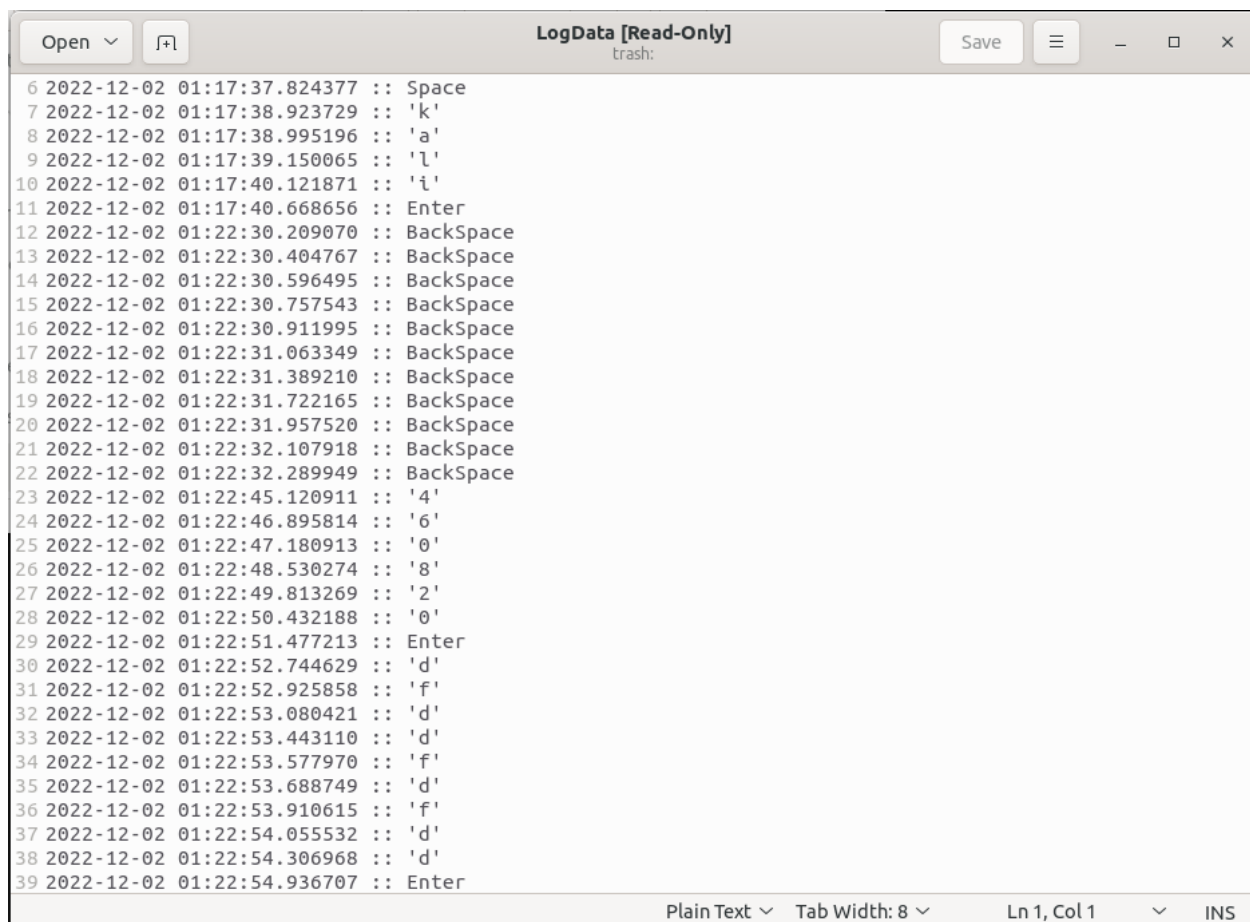 Open
LogData [Read-Only]
trash:
Save
6 2022-12-02 01:17:37.824377 :: Space
7 2022-12-02 01:17:38.923729 :: 'k'
8 2022-12-02 01:17:38.995196 :: 'a'
9 2022-12-02 01:17:39.150065 :: 'l'
10 2022-12-02 01:17:40.121871 :: 'i'
11 2022-12-02 01:17:40.668656 :: Enter
12 2022-12-02 01:22:30.209070 :: BackSpace
13 2022-12-02 01:22:30.404767 :: BackSpace
14 2022-12-02 01:22:30.596495 :: BackSpace
15 2022-12-02 01:22:30.757543 :: BackSpace
16 2022-12-02 01:22:30.911995 :: BackSpace
17 2022-12-02 01:22:31.063349 :: BackSpace
18 2022-12-02 01:22:31.389210 :: BackSpace
19 2022-12-02 01:22:31.722165 :: BackSpace
20 2022-12-02 01:22:31.957520 :: BackSpace
21 2022-12-02 01:22:32.107918 :: BackSpace
22 2022-12-02 01:22:32.289949 :: BackSpace
23 2022-12-02 01:22:45.120911 :: '4'
24 2022-12-02 01:22:46.895814 :: '6'
25 2022-12-02 01:22:47.180913 :: '0'
26 2022-12-02 01:22:48.530274 :: '8'
27 2022-12-02 01:22:49.813269 :: '2'
28 2022-12-02 01:22:50.432188 :: '0'
29 2022-12-02 01:22:51.477213 :: Enter
30 2022-12-02 01:22:52.744629 :: 'd'
31 2022-12-02 01:22:52.925858 :: 'f'
32 2022-12-02 01:22:53.080421 :: 'd'
33 2022-12-02 01:22:53.443110 :: 'd'
34 2022-12-02 01:22:53.577970 :: 'f'
35 2022-12-02 01:22:53.688749 :: 'd'
36 2022-12-02 01:22:53.910615 :: 'f'
37 2022-12-02 01:22:54.055532 :: 'd'
38 2022-12-02 01:22:54.306968 :: 'd'
39 2022-12-02 01:22:54.936707 :: Enter
Plain Text Tab Width: 8 Ln 1, Col 1 INS